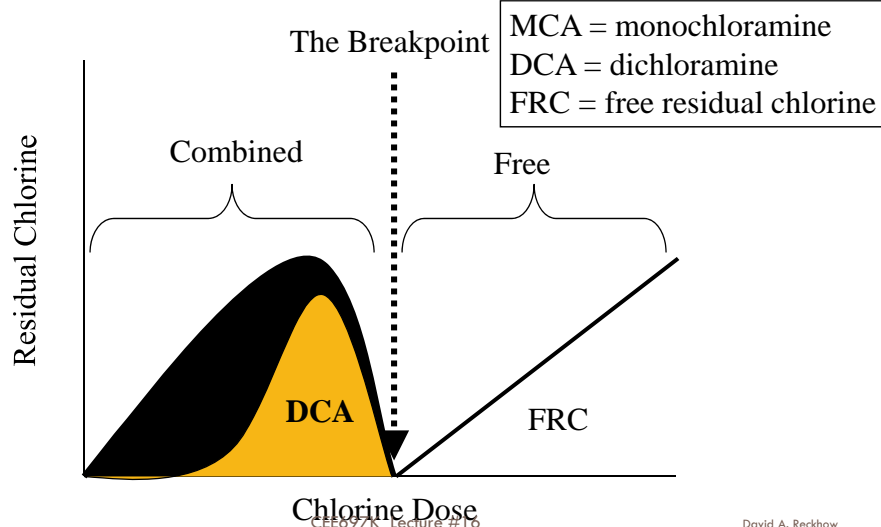 The Breakpoint
MCA = monochloramine
DCA = dichloramine
FRC = free residual chlorine
Combined
Free
Residual Chlorine
DCA
FRC
Chlorine Dose
CEE697K Lecture #16
David A. Reckhow